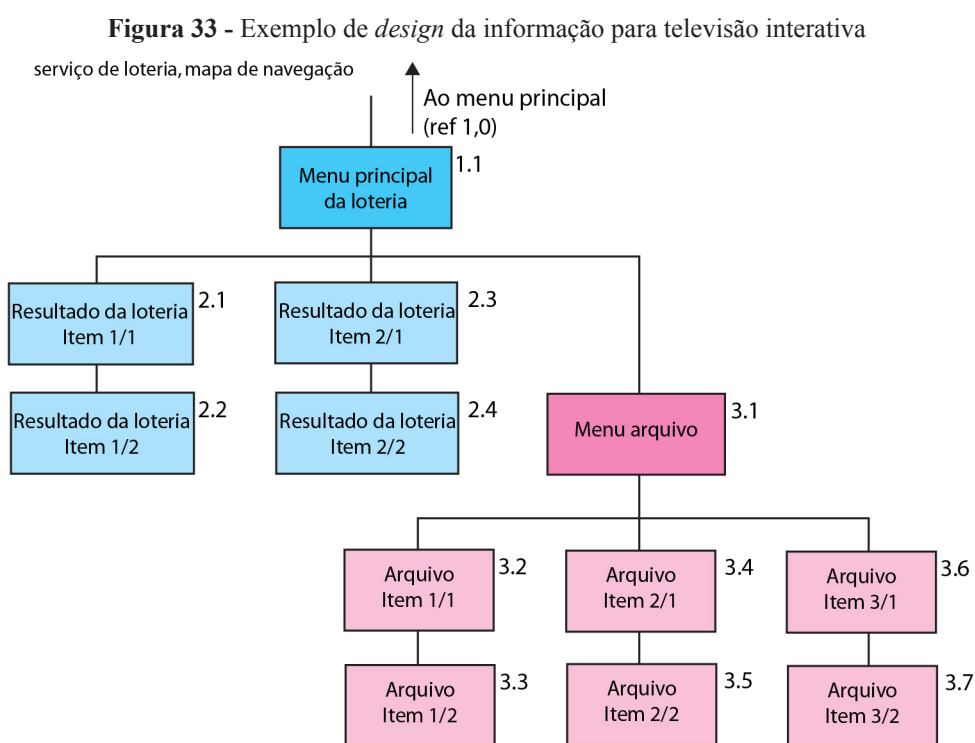 Figura 33 - Exemplo de design da informação para televisão interativa
serviço de loteria, mapa de navegação
Ao menu principal
(ref 1,0)
Menu principal
da loteria
1.1
Resultado da loteria
Item 1/1
2.1
Resultado da loteria
Item 2/1
2.3
Resultado da loteria
Item 1/2
2.2
Resultado da loteria
Item 2/2
2.4
Menu arquivo
3.1
Arquivo
Item 1/1
3.2
Arquivo
Item 2/1
3.4
Arquivo
Item 3/1
3.6
Arquivo
Item 1/2
3.3
Arquivo
Item 2/2
3.5
Arquivo
Item 3/2
3.7